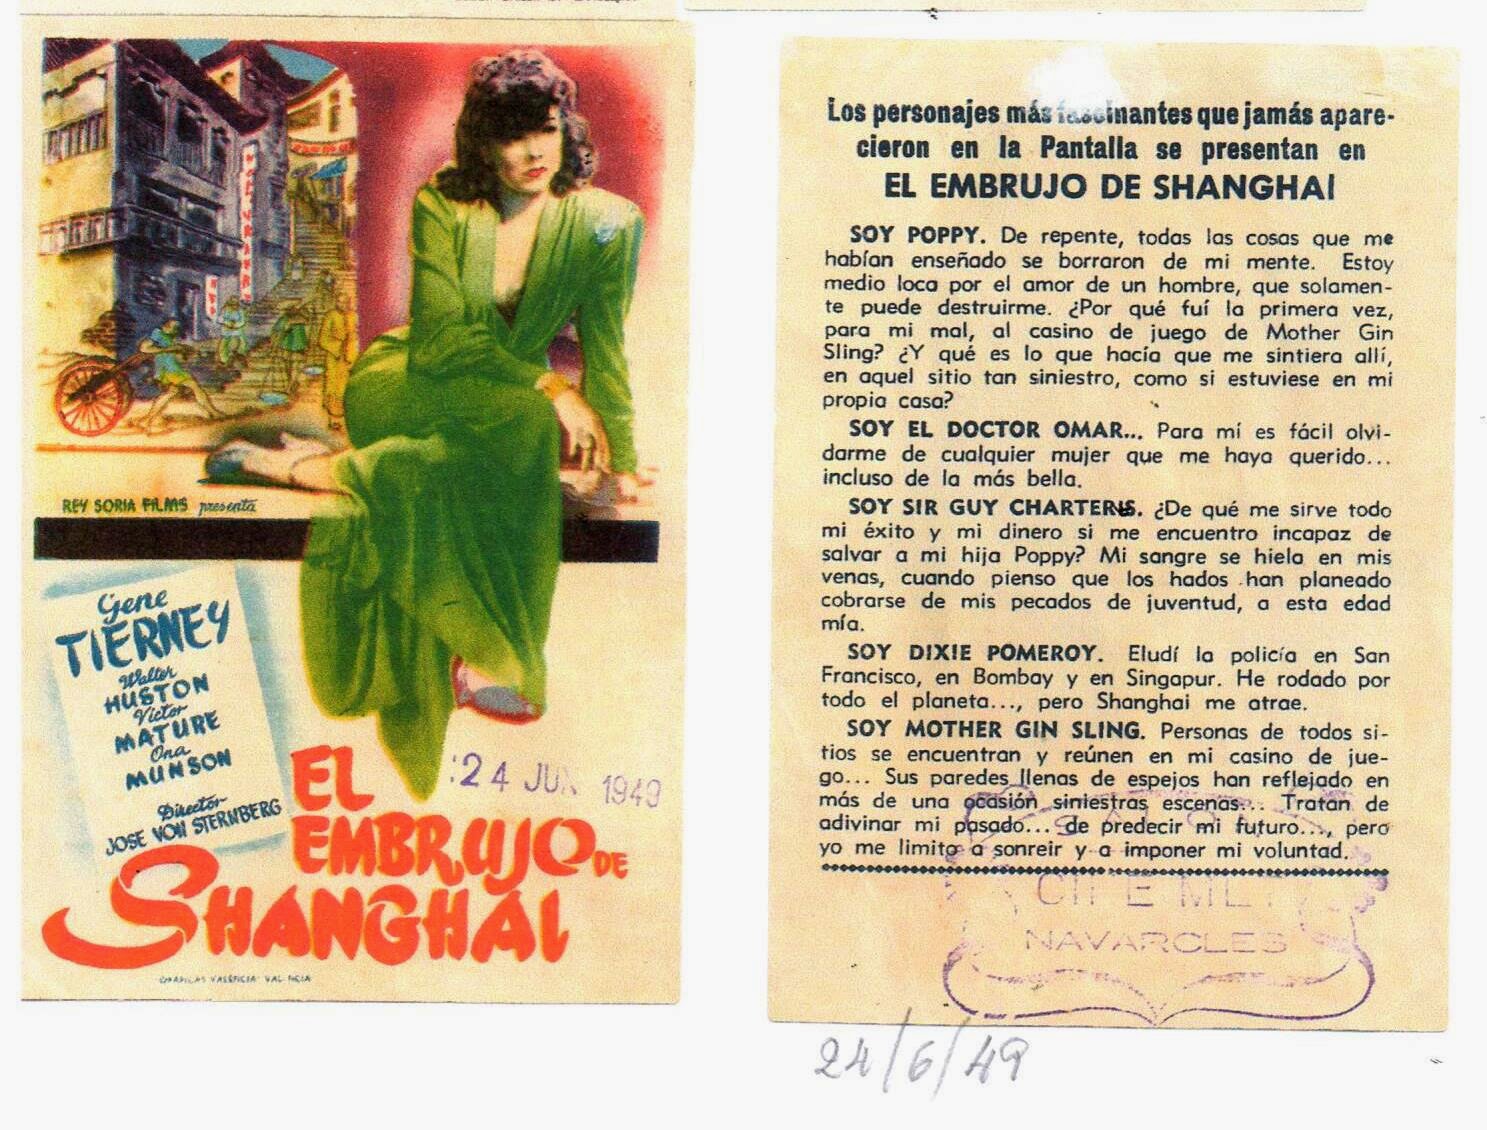 REY SORIA FILMS presenta
Gene
TIERNEY
Walter
HUSTON
Victor
MATURE
Ona
MUNSON
Director
JOSE VON STERNBERG
EL
EMBRUJO DE
SHANGHAI
24 JUN 1949
GRAFICAS VALENCIA - VALENCIA
Los personajes más fascinantes que jamás apare-
cieron en la Pantalla se presentan en
EL EMBRUJO DE SHANGHAI
SOY POPPY. De repente, todas las cosas que me
habían enseñado se borraron de mi mente. Estoy
medio loca por el amor de un hombre, que solamen-
te puede destruirme. ¿Por qué fuí la primera vez,
para mi mal, al casino de juego de Mother Gin
Sling? ¿Y qué es lo que hacía que me sintiera allí,
en aquel sitio tan siniestro, como si estuviese en mi
propia casa?
SOY EL DOCTOR OMAR... Para mí es fácil olvi-
darme de cualquier mujer que me haya querido...
incluso de la más bella.
SOY SIR GUY CHARTERIS. ¿De qué me sirve todo
mi éxito y mi dinero si me encuentro incapaz de
salvar a mi hija Poppy? Mi sangre se hiela en mis
venas, cuando pienso que los hados han planeado
cobrarse de mis pecados de juventud, a esta edad
mía.
SOY DIXIE POMEROY. Eludí la policía en San
Francisco, en Bombay y en Singapur. He rodado por
todo el planeta..., pero Shanghai me atrae.
SOY MOTHER GIN SLING. Personas de todos si-
tios se encuentran y reúnen en mi casino de jue-
go... Sus paredes llenas de espejos han reflejado en
más de una ocasión siniestras escenas... Tratan de
adivinar mi pasado... de predecir mi futuro..., pero
yo me limito a sonreir y a imponer mi voluntad.
NAVARCLES
24/6/49